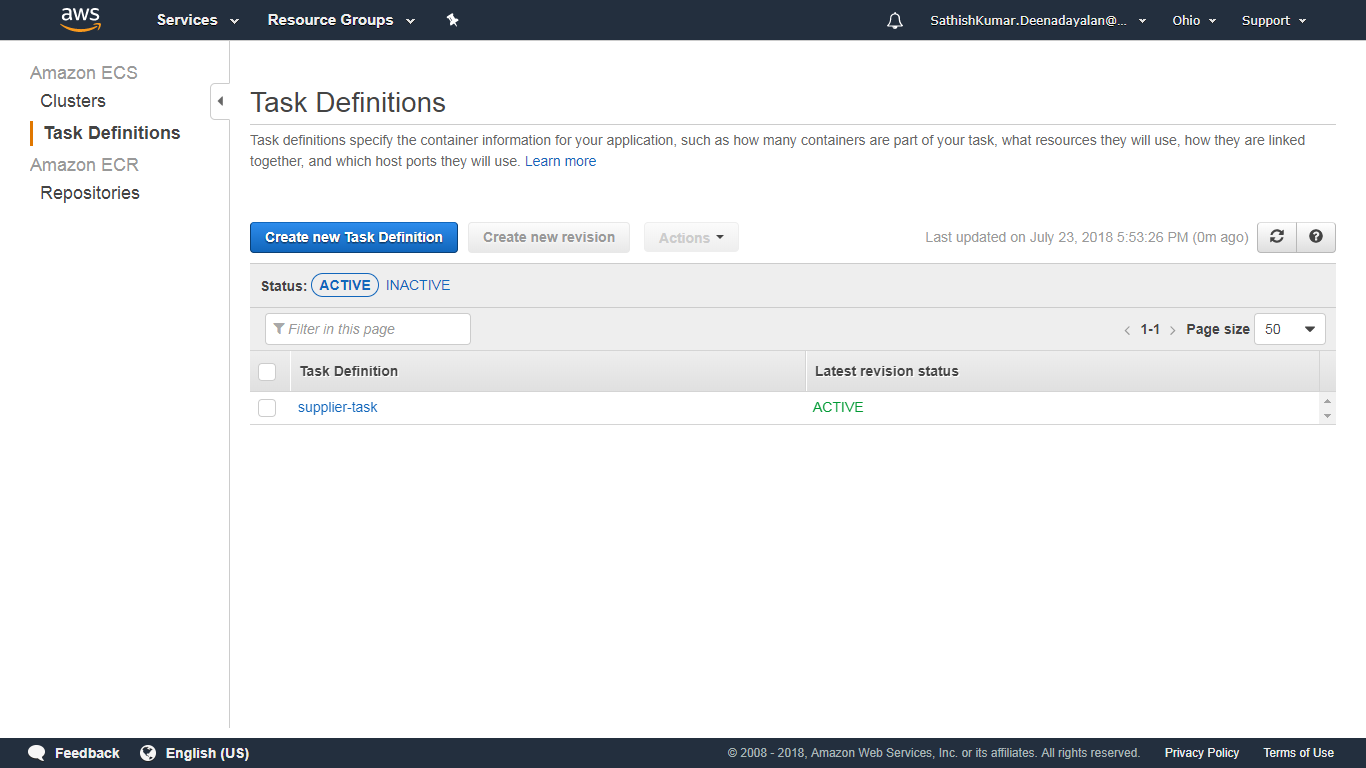 aws
Services
Resource Groups
SathishKumar.Deenadayalan@...
Ohio
Support
Amazon ECS
Clusters
Task Definitions
Amazon ECR
Repositories
Task Definitions
Task definitions specify the container information for your application, such as how many containers are part of your task, what resources they will use, how they are linked
together, and which host ports they will use. Learn more
Create new Task Definition
Create new revision
Actions
Last updated on July 23, 2018 5:53:26 PM (0m ago)
Status: ACTIVE INACTIVE
Filter in this page
1-1
Page size 50
Task Definition
Latest revision status
supplier-task
ACTIVE
Feedback
English (US)
© 2008 - 2018, Amazon Web Services, Inc. or its affiliates. All rights reserved.
Privacy Policy
Terms of Use